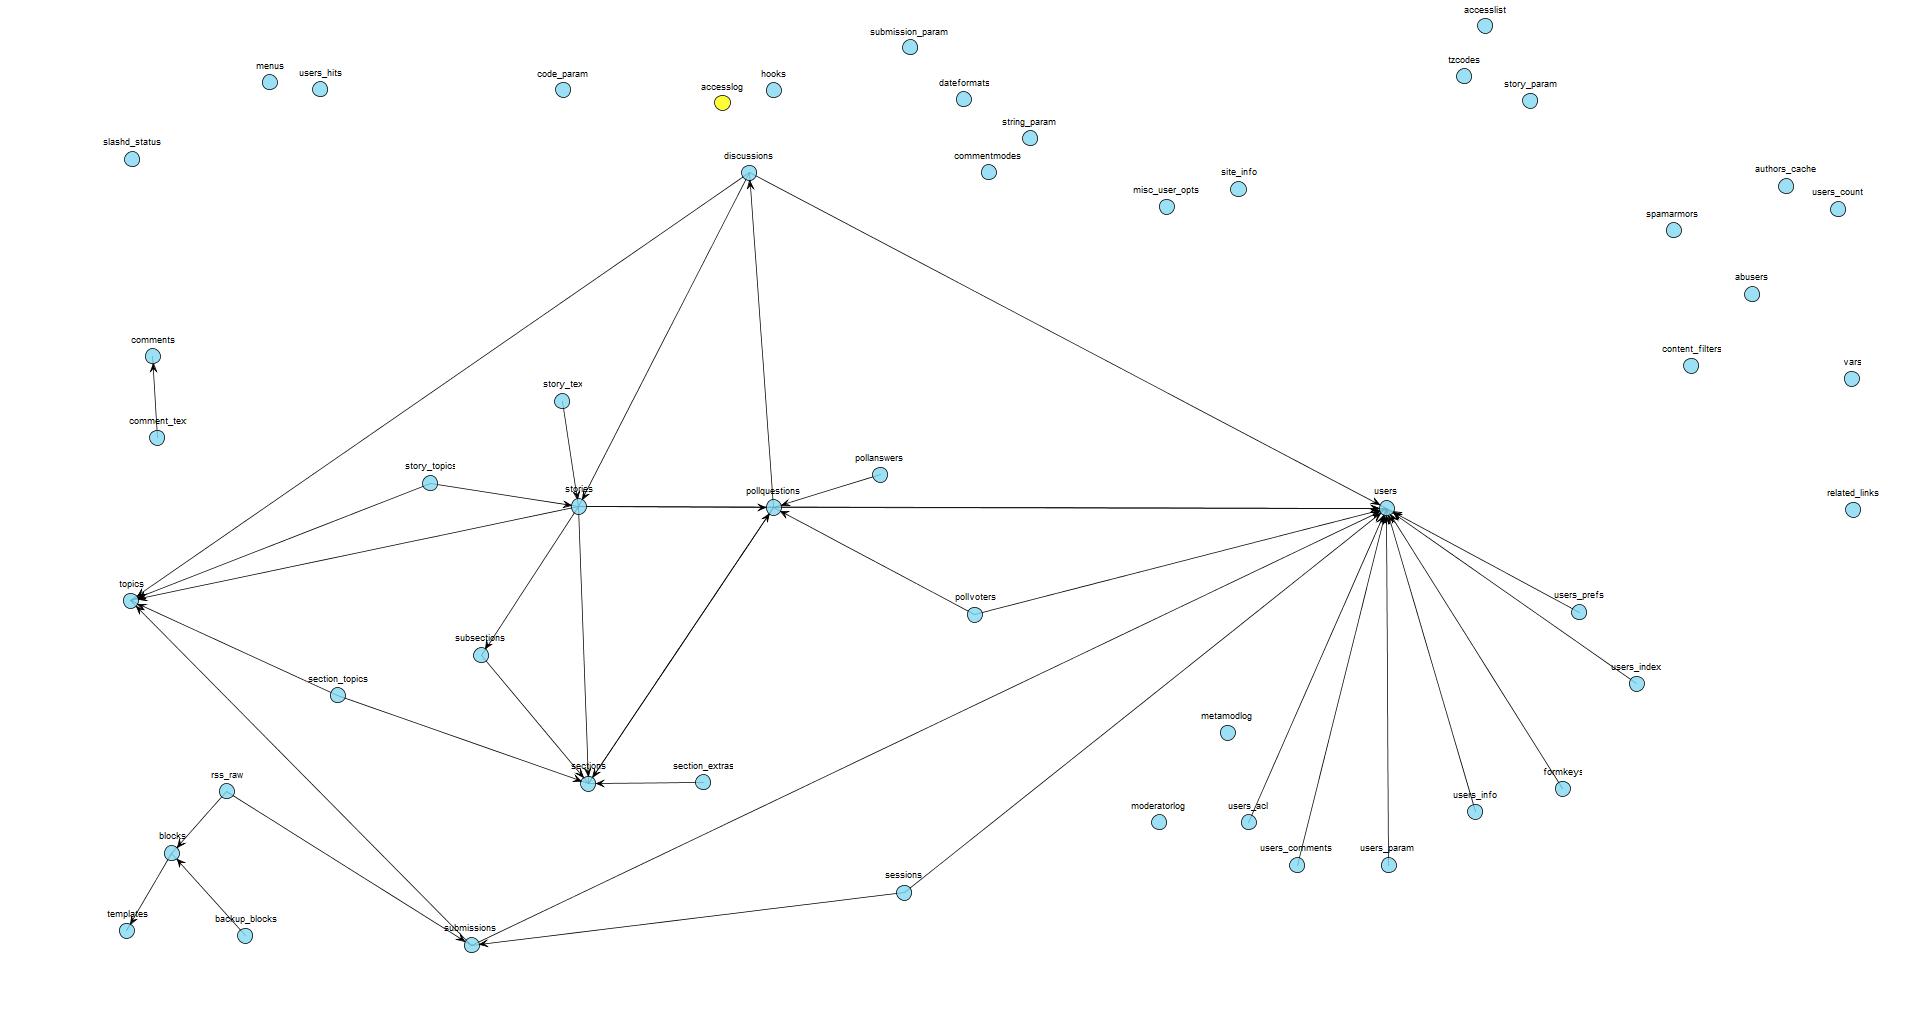 accesslist
submission_param
tzcodes
menus
users_hits
code_param
hooks
accesslog
dateformats
story_param
string_param
slashd_status
discussions
commentmodes
site_info
misc_user_opts
authors_cache
users_count
spamarmors
abusers
comments
content_filters
vars
story_tex
comment_tex
story_topics
pollanswers
stories
pollquestions
users
related_links
topics
pollvoters
users_prefs
subsections
section_topics
users_index
metamodlog
rss_raw
sections
section_extras
formkeys
moderatorlog
users_acl
users_info
blocks
users_comments
users_param
sessions
templates
backup_blocks
submissions